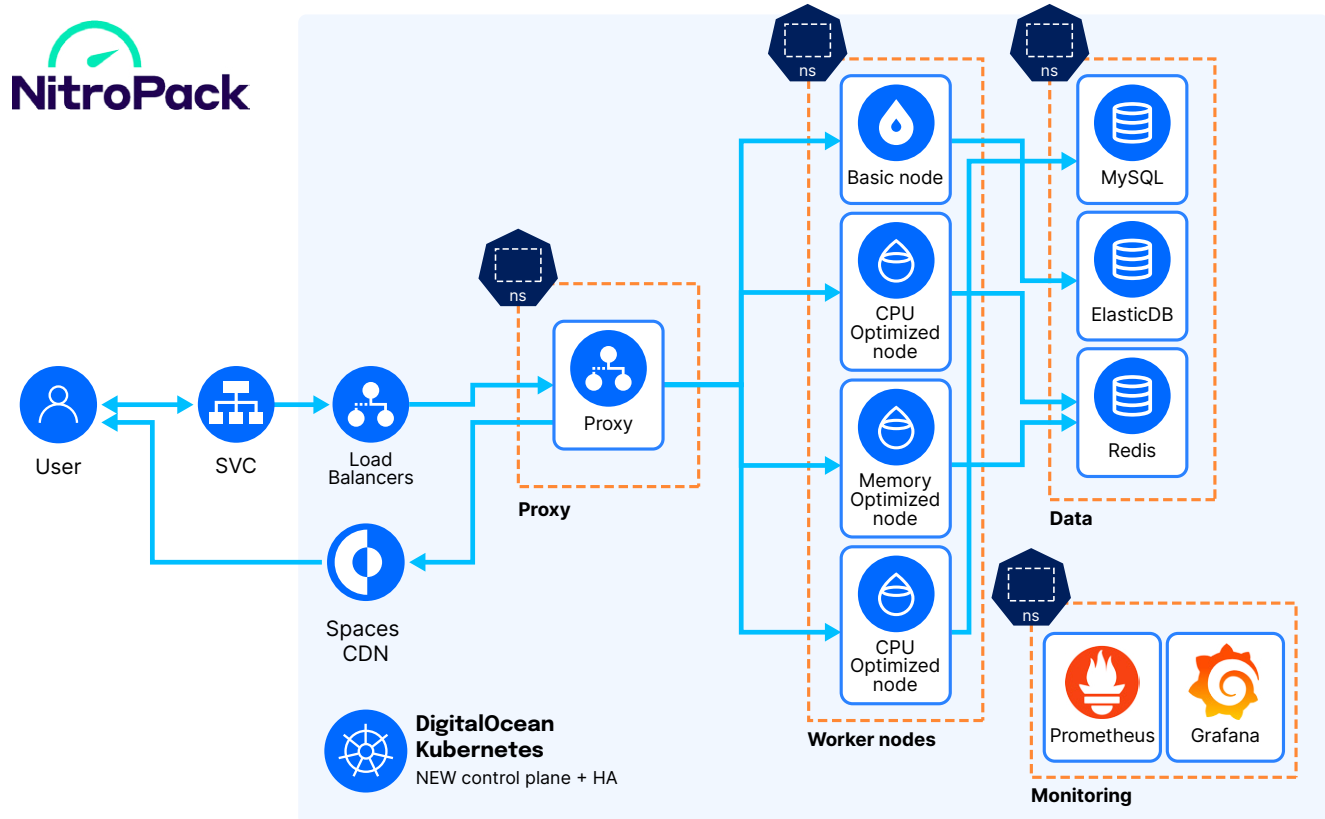 NitroPack
ns
ns
ns
ns
User
SVC
Load
Balancers
Spaces
CDN
Proxy
Proxy
Basic node
CPU
Optimized
node
Memory
Optimized
node
CPU
Optimized
node
Worker nodes
MySQL
ElasticDB
Redis
Data
Prometheus
Grafana
Monitoring
DigitalOcean
Kubernetes
NEW control plane + HA